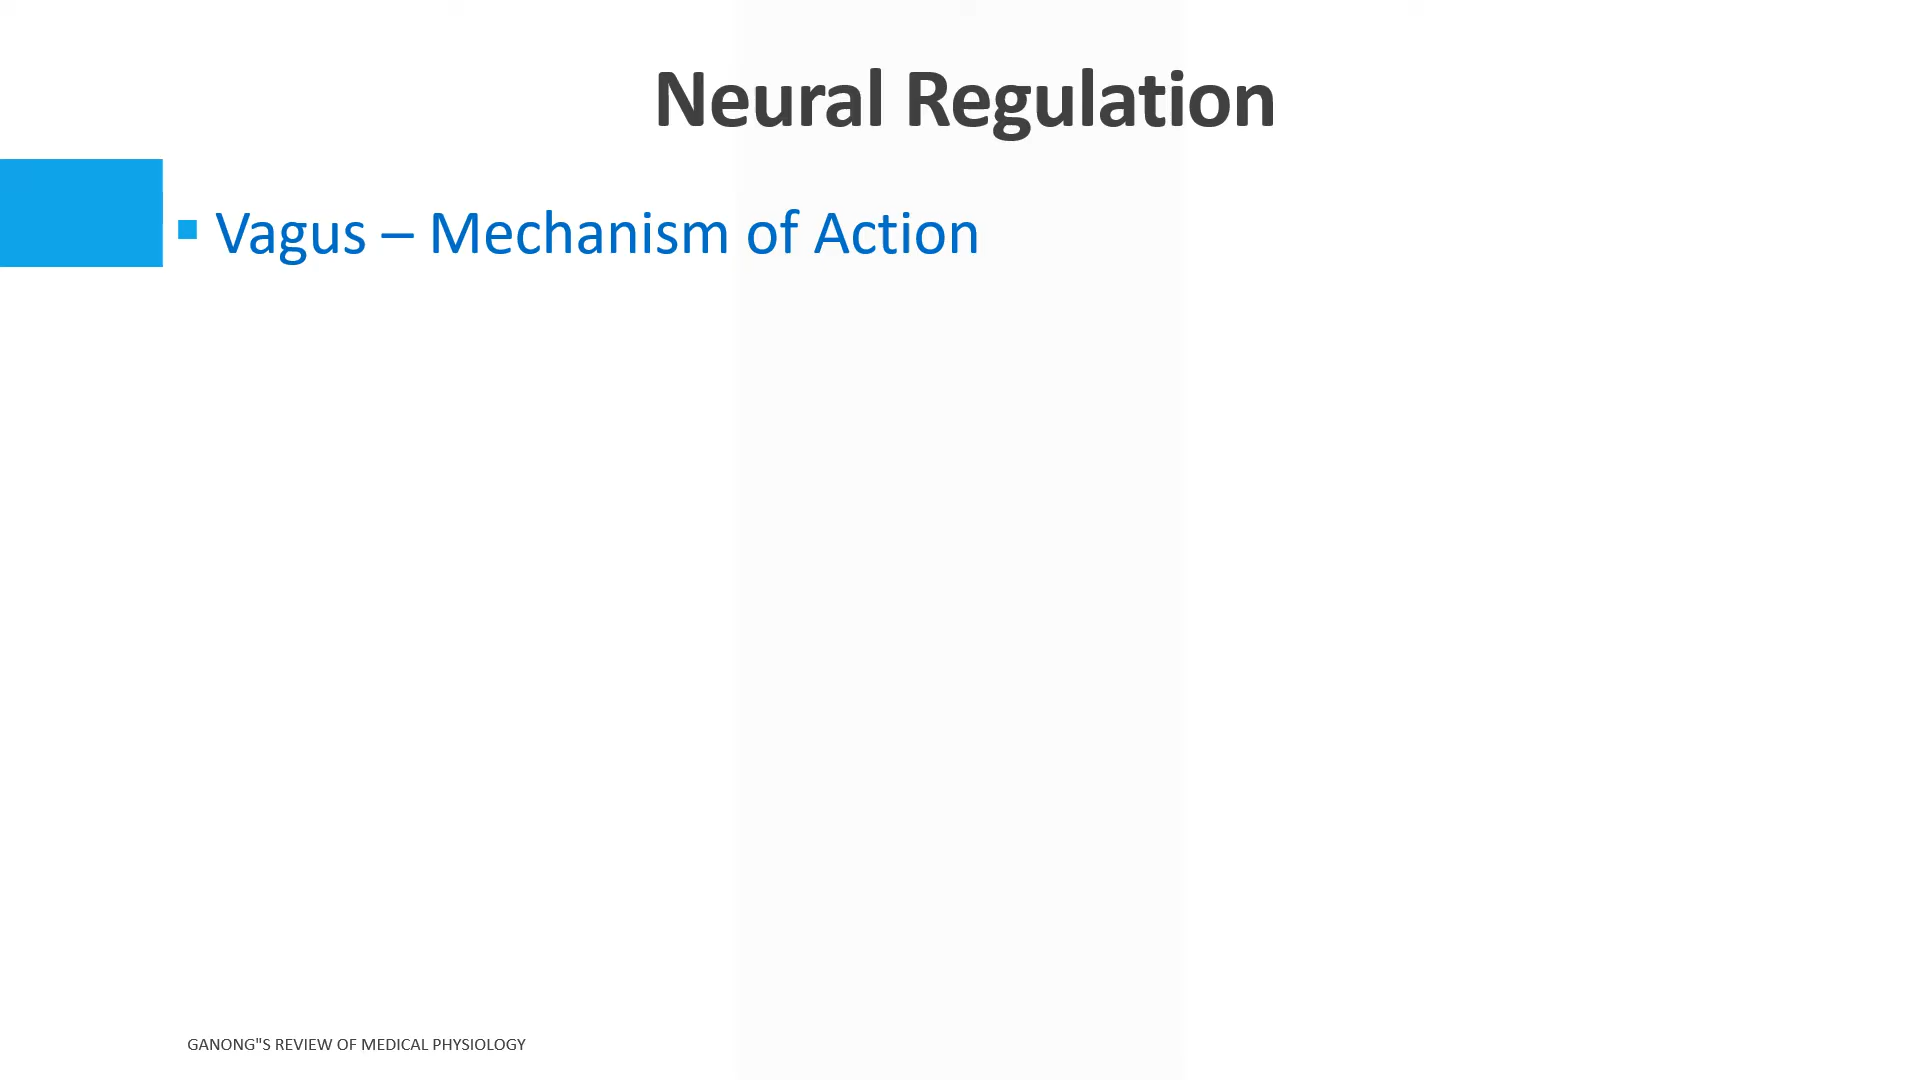 Neural Regulation
▪ Vagus – Mechanism of Action
GANONG"S REVIEW OF MEDICAL PHYSIOLOGY